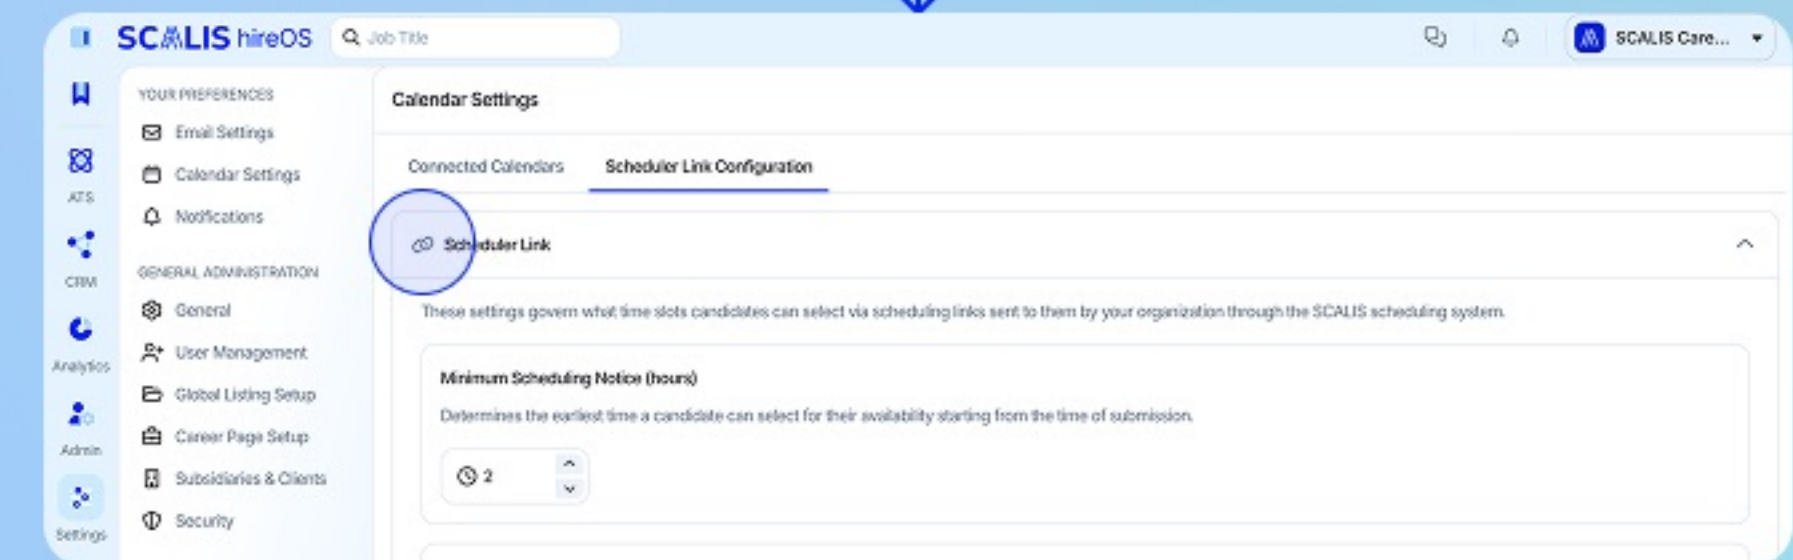 SCALIS hireOS
Job Title
SCALIS Care...
YOUR PREFERENCES
Email Settings
Calendar Settings
Notifications
GENERAL ADMINISTRATION
General
User Management
Global Listing Setup
Career Page Setup
Subsidiaries & Clients
Security
ATS
CRM
Analytics
Admin
Settings
Calendar Settings
Connected Calendars
Scheduler Link Configuration
Scheduler Link
These settings govern what time slots candidates can select via scheduling links sent to them by your organization through the SCALIS scheduling system.
Minimum Scheduling Notice (hours)
Determines the earliest time a candidate can select for their availability starting from the time of submission.
2